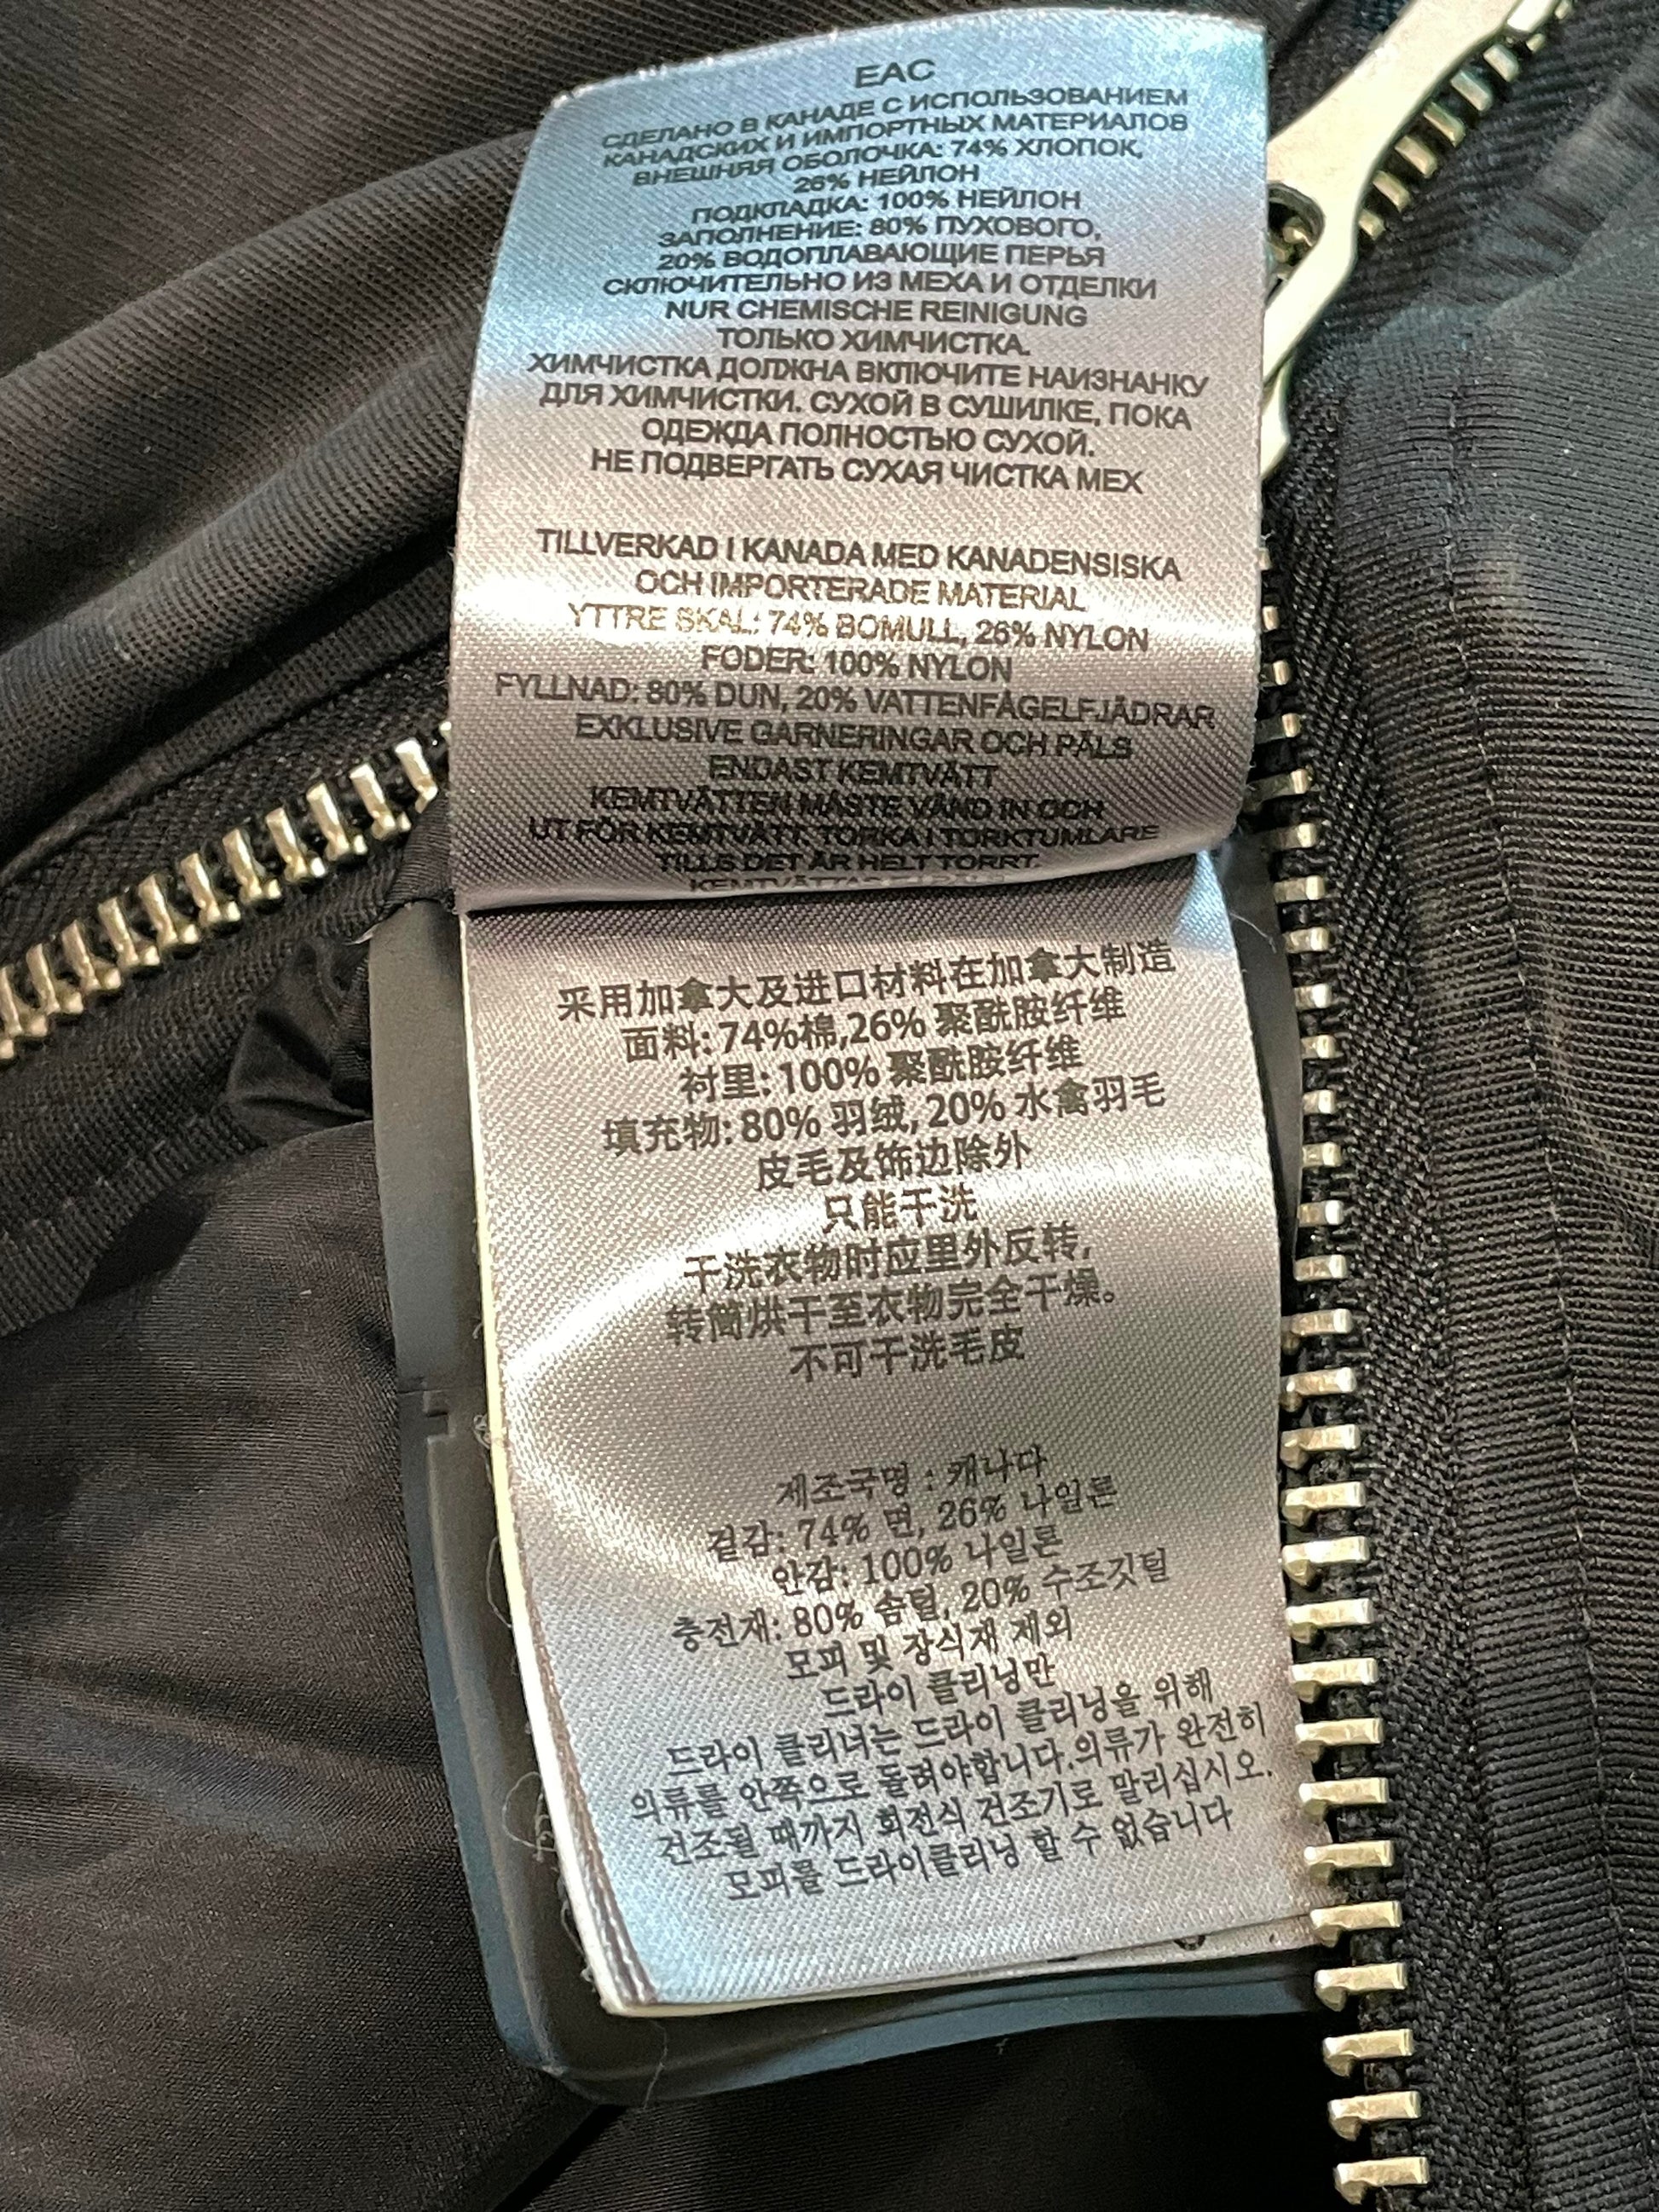 EAC
СДЕЛАНО В КАНАДЕ С ИСПОЛЬЗОВАНИЕМ
КАНАДСКИХ И ИМПОРТНЫХ МАТЕРИАЛОВ
ВНЕШНЯЯ ОБОЛОЧКА: 74% ХЛОПОК,
26% НЕЙЛОН
ПОДКЛАДКА: 100% НЕЙЛОН
ЗАПОЛНЕНИЕ: 80% ПУХОВОГО,
20% ВОДОПЛАВАЮЩИЕ ПЕРЬЯ
СКЛЮЧИТЕЛЬНО ИЗ МЕХА И ОТДЕЛКИ
NUR CHEMISCHE REINIGUNG
ТОЛЬКО ХИМЧИСТКА.
ХИМЧИСТКА ДОЛЖНА ВКЛЮЧИТЕ НАИЗНАНКУ
ДЛЯ ХИМЧИСТКИ. СУХОЙ В СУШИЛКЕ, ПОКА
ОДЕЖДА ПОЛНОСТЬЮ СУХОЙ.
НЕ ПОДВЕРГАТЬ СУХАЯ ЧИСТКА МЕХ
TILLVERKAD I KANADA MED KANADENSISKA
OCH IMPORTERADE MATERIAL
YTTRE SKAL: 74% BOMULL, 26% NYLON
FODER: 100% NYLON
FYLLNAD: 80% DUN, 20% VATTENFÅGELFJÄDRAR
EXKLUSIVE GARNERINGAR OCH PÄLS
ENDAST KEMTVÄTT
KEMTVÄTTEN MÅSTE VÄND IN OCH
UT FÖR KEMTVÄTT. TORKA I TORKTUMLARE
TILLS DET ÄR HELT TORRT.
采用加拿大及进口材料在加拿大制造
面料: 74%棉,26% 聚酰胺纤维
衬里: 100% 聚酰胺纤维
填充物: 80% 羽绒, 20% 水禽羽毛
皮毛及饰边除外
只能干洗
干洗衣物时应里外反转,
转筒烘干至衣物完全干燥。
不可干洗毛皮
제조국명 : 캐나다
겉감: 74% 면, 26% 나일론
안감: 100% 나일론
충전재: 80% 솜털, 20% 수조깃털
모피 및 장식재 제외
드라이 클리닝만
드라이 클리너는 드라이 클리닝을 위해
의류를 안쪽으로 돌려야합니다.의류가 완전히
건조될 때까지 회전식 건조기로 말리십시오.
모피를 드라이클리닝 할 수 없습니다